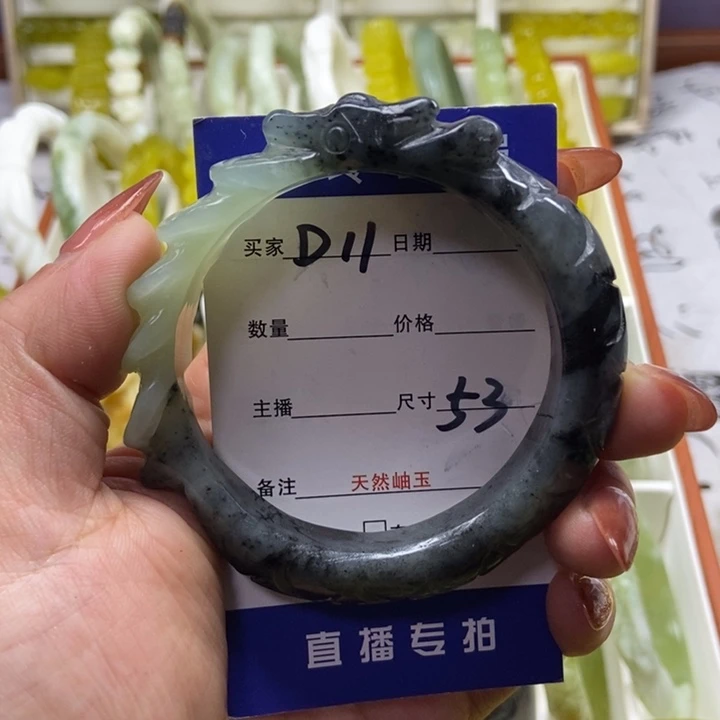 买家 D11 日期
数量 价格
主播 尺寸 53
备注 天然岫玉
直播专拍